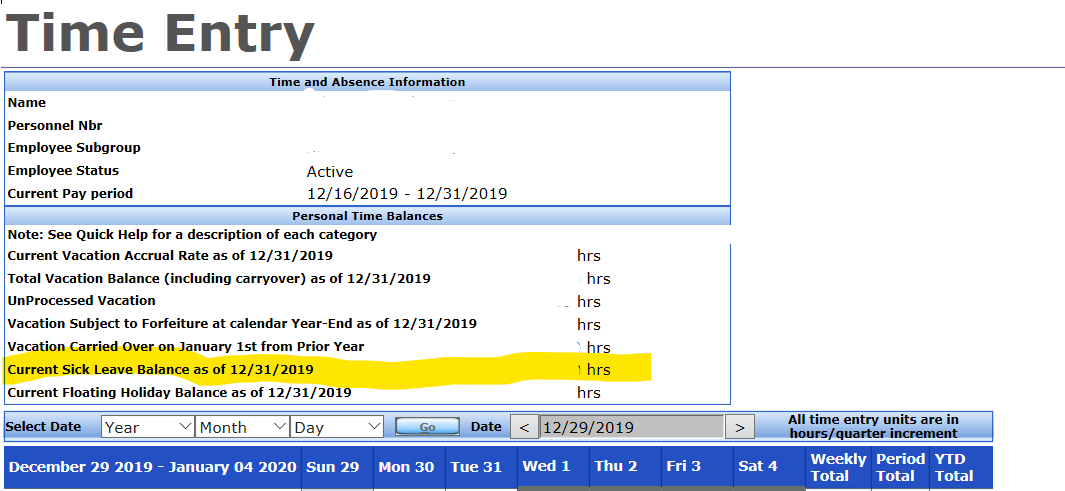 Time Entry
Time and Absence Information
Name
Personnel Nbr
Employee Subgroup
Employee Status Active
Current Pay period 12/16/2019 - 12/31/2019
Personal Time Balances
Note: See Quick Help for a description of each category
Current Vacation Accrual Rate as of 12/31/2019 hrs
Total Vacation Balance (including carryover) as of 12/31/2019 hrs
UnProcessed Vacation hrs
Vacation Subject to Forfeiture at calendar Year-End as of 12/31/2019 hrs
Vacation Carried Over on January 1st from Prior Year hrs
Current Sick Leave Balance as of 12/31/2019 hrs
Current Floating Holiday Balance as of 12/31/2019 hrs
Select Date Year Month Day Go Date < 12/29/2019 > All time entry units are in
hours/quarter increment
December 29 2019 - January 04 2020 Sun 29 Mon 30 Tue 31 Wed 1 Thu 2 Fri 3 Sat 4 Weekly Total Period Total YTD Total